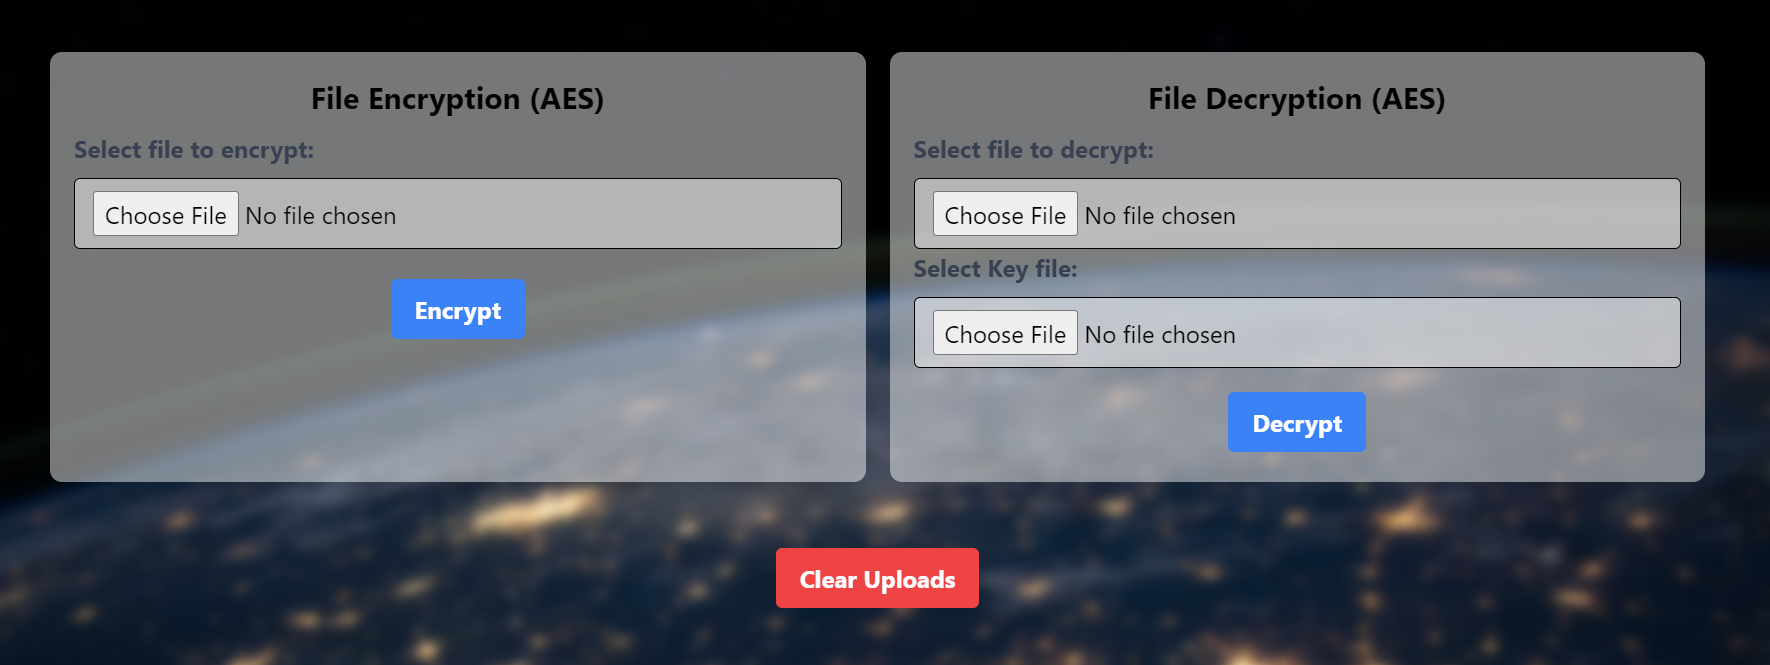 File Encryption (AES)
Select file to encrypt:
Choose File No file chosen
Encrypt
File Decryption (AES)
Select file to decrypt:
Choose File No file chosen
Select Key file:
Choose File No file chosen
Decrypt
Clear Uploads